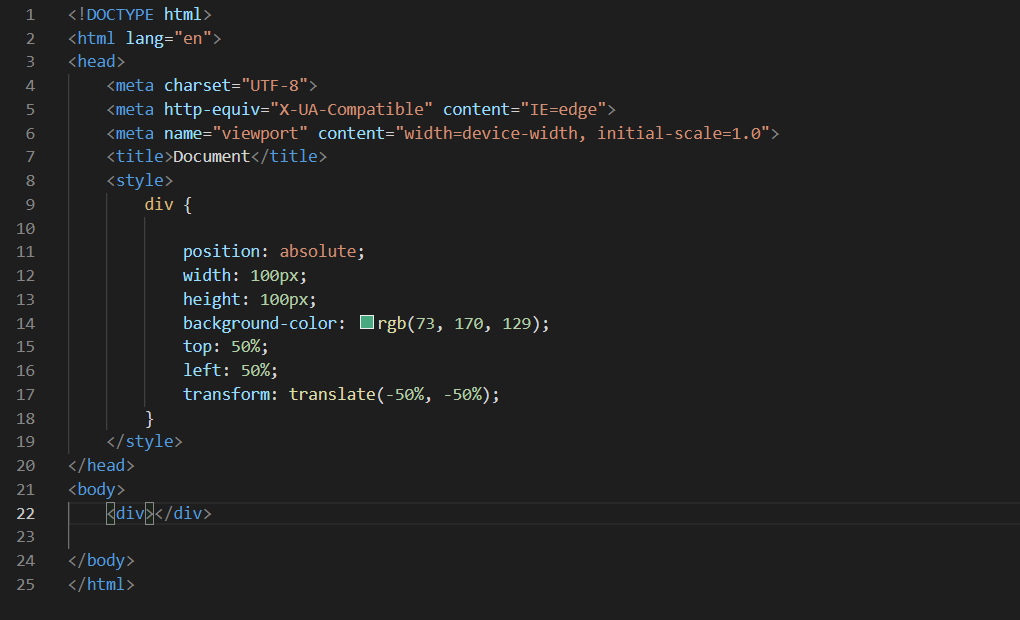 1 <!DOCTYPE html>
2 <html lang="en">
3 <head>
4     <meta charset="UTF-8">
5     <meta http-equiv="X-UA-Compatible" content="IE=edge">
6     <meta name="viewport" content="width=device-width, initial-scale=1.0">
7     <title>Document</title>
8     <style>
9         div {
10
11             position: absolute;
12             width: 100px;
13             height: 100px;
14             background-color: rgb(73, 170, 129);
15             top: 50%;
16             left: 50%;
17             transform: translate(-50%, -50%);
18         }
19     </style>
20 </head>
21 <body>
22     <div></div>
23
24 </body>
25 </html>